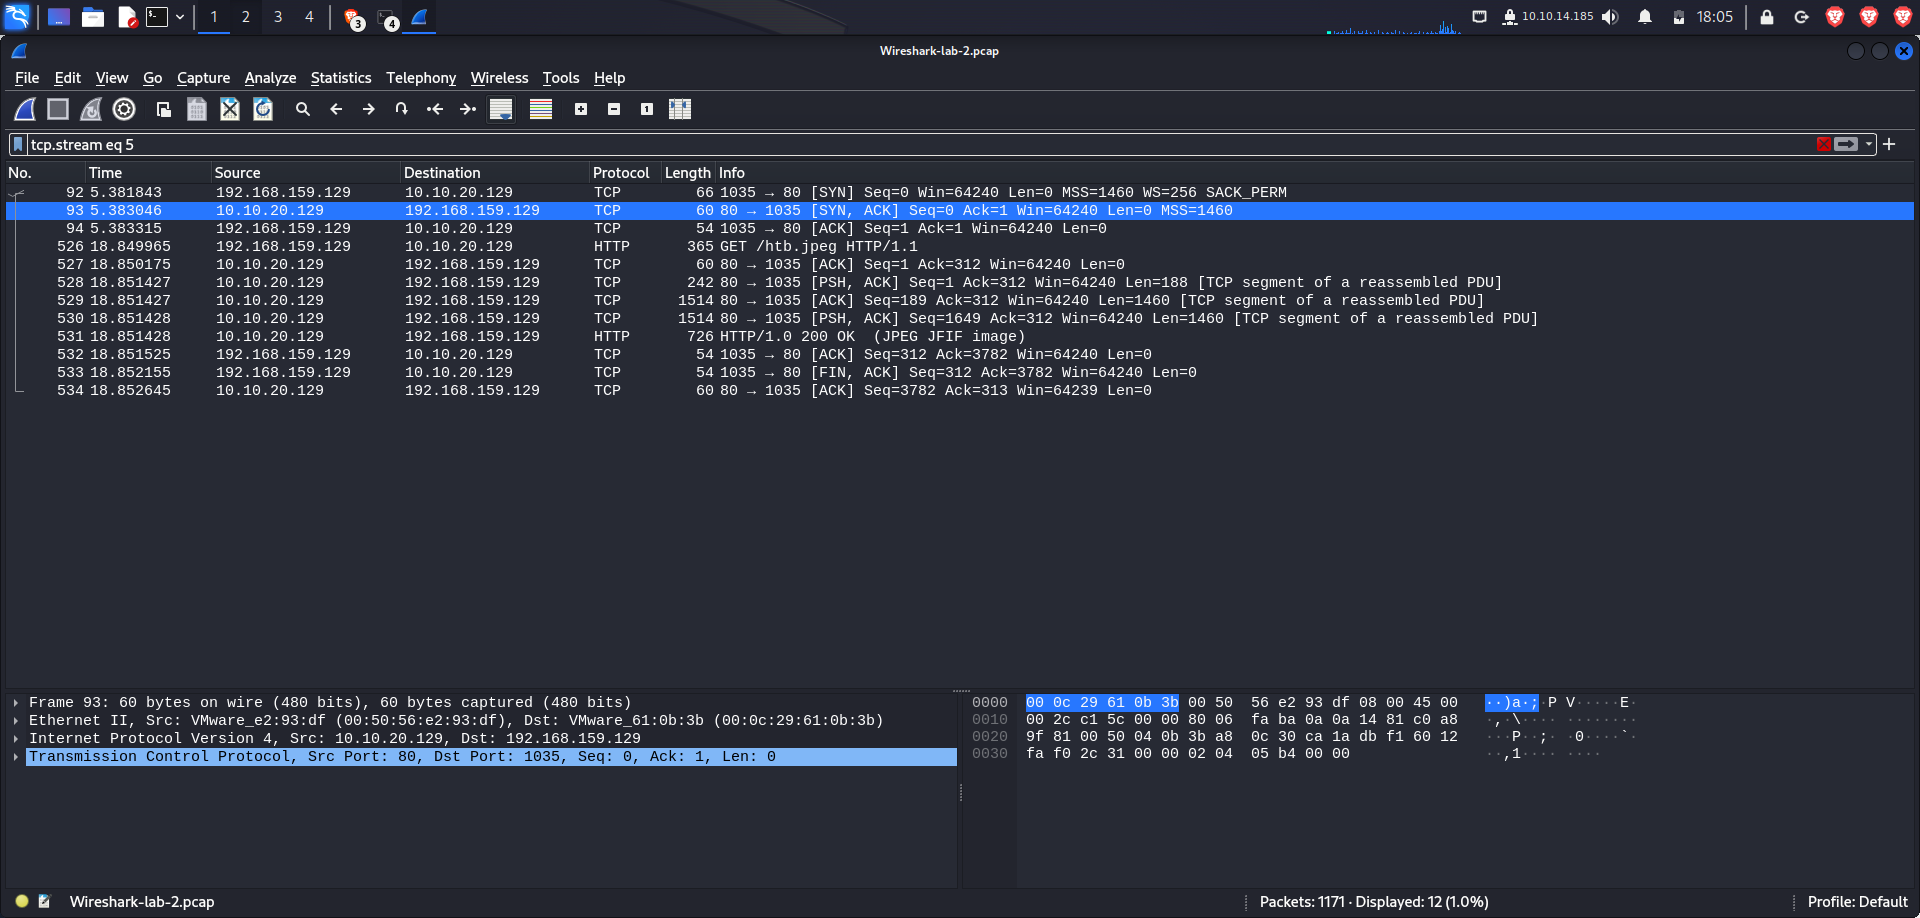 1 2 3 4 3 4 10.10.14.185 18:05
Wireshark-lab-2.pcap
File Edit View Go Capture Analyze Statistics Telephony Wireless Tools Help
tcp.stream eq 5
No. Time Source Destination Protocol Length Info
92 5.381843 192.168.159.129 10.10.20.129 TCP 66 1035 → 80 [SYN] Seq=0 Win=64240 Len=0 MSS=1460 WS=256 SACK_PERM
93 5.383046 10.10.20.129 192.168.159.129 TCP 60 80 → 1035 [SYN, ACK] Seq=0 Ack=1 Win=64240 Len=0 MSS=1460
94 5.383315 192.168.159.129 10.10.20.129 TCP 54 1035 → 80 [ACK] Seq=1 Ack=1 Win=64240 Len=0
526 18.849965 192.168.159.129 10.10.20.129 HTTP 365 GET /htb.jpeg HTTP/1.1
527 18.850175 10.10.20.129 192.168.159.129 TCP 60 80 → 1035 [ACK] Seq=1 Ack=312 Win=64240 Len=0
528 18.851427 10.10.20.129 192.168.159.129 TCP 242 80 → 1035 [PSH, ACK] Seq=1 Ack=312 Win=64240 Len=188 [TCP segment of a reassembled PDU]
529 18.851427 10.10.20.129 192.168.159.129 TCP 1514 80 → 1035 [ACK] Seq=189 Ack=312 Win=64240 Len=1460 [TCP segment of a reassembled PDU]
530 18.851428 10.10.20.129 192.168.159.129 TCP 1514 80 → 1035 [PSH, ACK] Seq=1649 Ack=312 Win=64240 Len=1460 [TCP segment of a reassembled PDU]
531 18.851428 10.10.20.129 192.168.159.129 HTTP 726 HTTP/1.0 200 OK  (JPEG JFIF image)
532 18.851525 192.168.159.129 10.10.20.129 TCP 54 1035 → 80 [ACK] Seq=312 Ack=3782 Win=64240 Len=0
533 18.852155 192.168.159.129 10.10.20.129 TCP 54 1035 → 80 [FIN, ACK] Seq=312 Ack=3782 Win=64240 Len=0
534 18.852645 10.10.20.129 192.168.159.129 TCP 60 80 → 1035 [ACK] Seq=3782 Ack=313 Win=64239 Len=0
Frame 93: 60 bytes on wire (480 bits), 60 bytes captured (480 bits)
Ethernet II, Src: VMware_e2:93:df (00:50:56:e2:93:df), Dst: VMware_61:0b:3b (00:0c:29:61:0b:3b)
Internet Protocol Version 4, Src: 10.10.20.129, Dst: 192.168.159.129
Transmission Control Protocol, Src Port: 80, Dst Port: 1035, Seq: 0, Ack: 1, Len: 0
0000 00 0c 29 61 0b 3b 00 50 56 e2 93 df 08 00 45 00 ··)a·;·P V·····E·
0010 00 2c c1 5c 00 00 80 06 fa ba 0a 0a 14 81 c0 a8 ·,·\···· ········
0020 9f 81 00 50 04 0b 3b a8 0c 30 ca 1a db f1 60 12 ···P··;· ·0····`·
0030 fa f0 2c 31 00 00 02 04 05 b4 00 00 ··,1···· ····
Wireshark-lab-2.pcap Packets: 1171 · Displayed: 12 (1.0%) Profile: Default